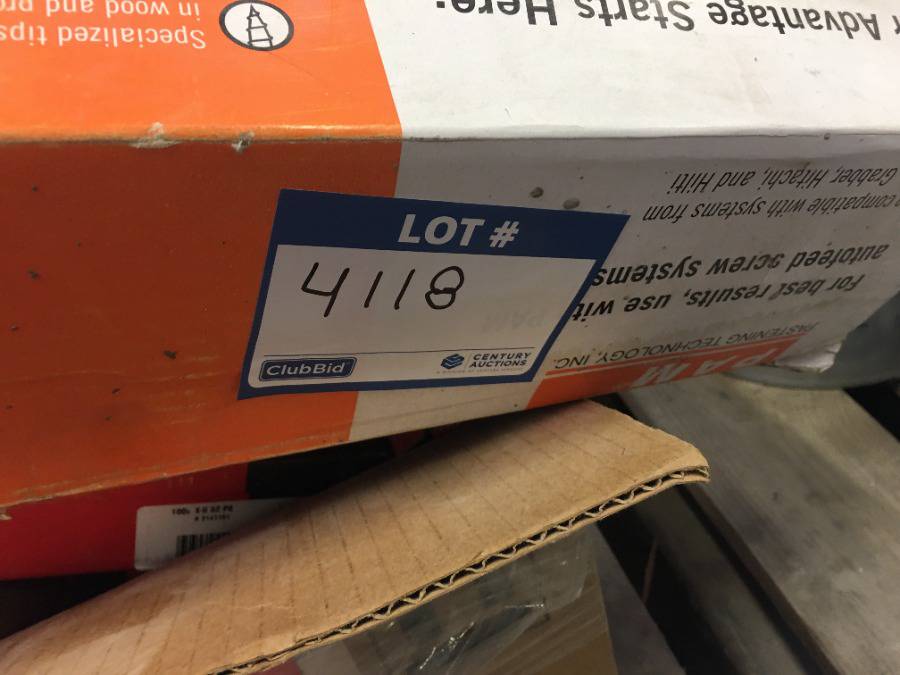 Specialized tips
in wood and
Advantage Starts Here:
compatible with systems from
Grabber, Hitachi, and Hilti
For best results, use with
autofeed screw systems
PAM
FASTENING TECHNOLOGY, INC.
LOT #
4118
ClubBid
CENTURY
AUCTIONS